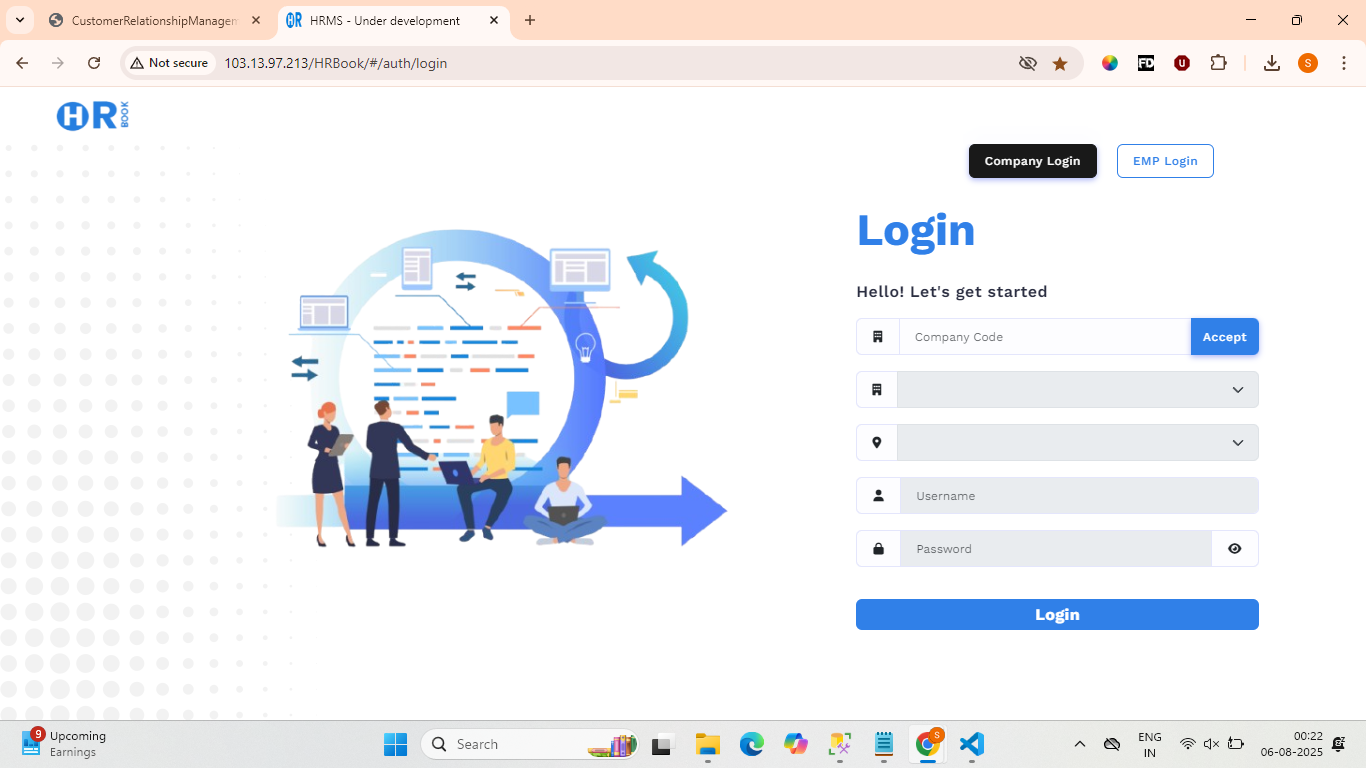 CustomerRelationshipManagem
HRMS - Under development
Not secure
103.13.97.213/HRBook/#/auth/login
FD
u
S
HR BOOK
Company Login
EMP Login
Login
Hello! Let's get started
Company Code
Accept
Username
Password
Login
9
Upcoming
Earnings
Search
S
ENG
IN
00:22
06-08-2025